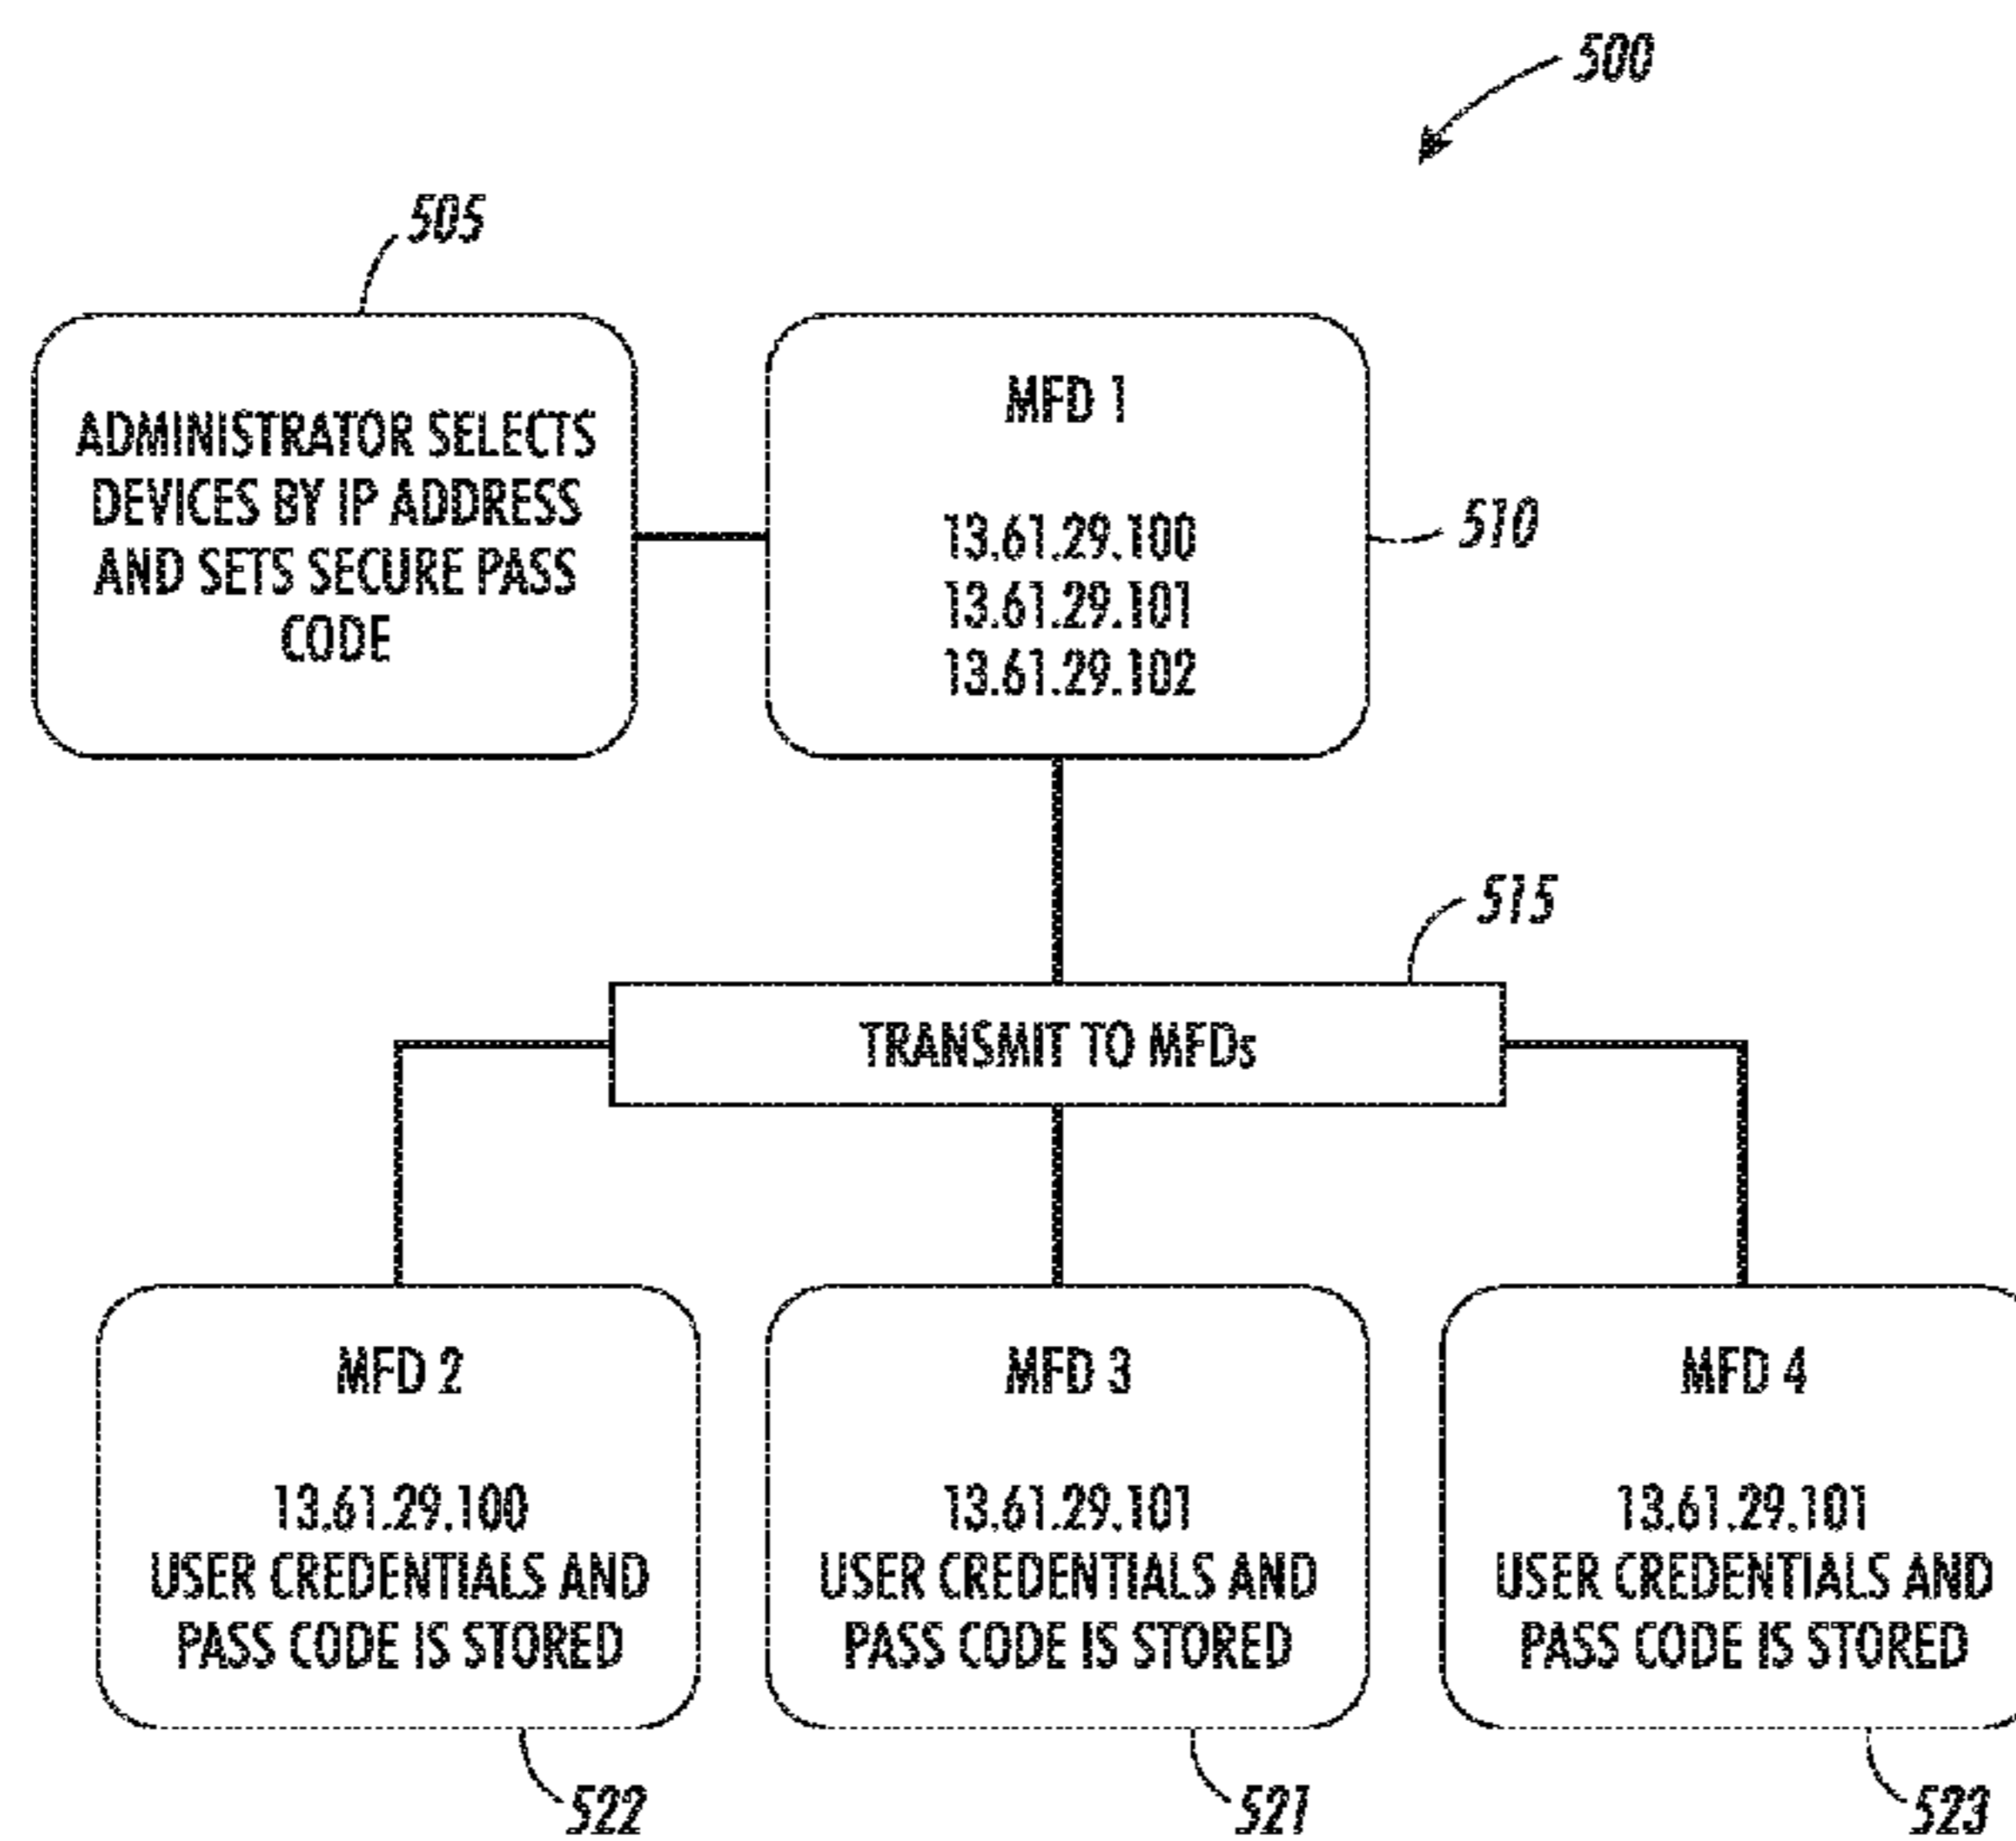 500
505
ADMINISTRATOR SELECTS
DEVICES BY IP ADDRESS
AND SETS SECURE PASS
CODE
MFD 1
13.61.29.100
13.61.29.101
13.61.29.102
510
515
TRANSMIT TO MFDs
MFD 2
13.61.29.100
USER CREDENTIALS AND
PASS CODE IS STORED
522
MFD 3
13.61.29.101
USER CREDENTIALS AND
PASS CODE IS STORED
521
MFD 4
13.61.29.101
USER CREDENTIALS AND
PASS CODE IS STORED
523